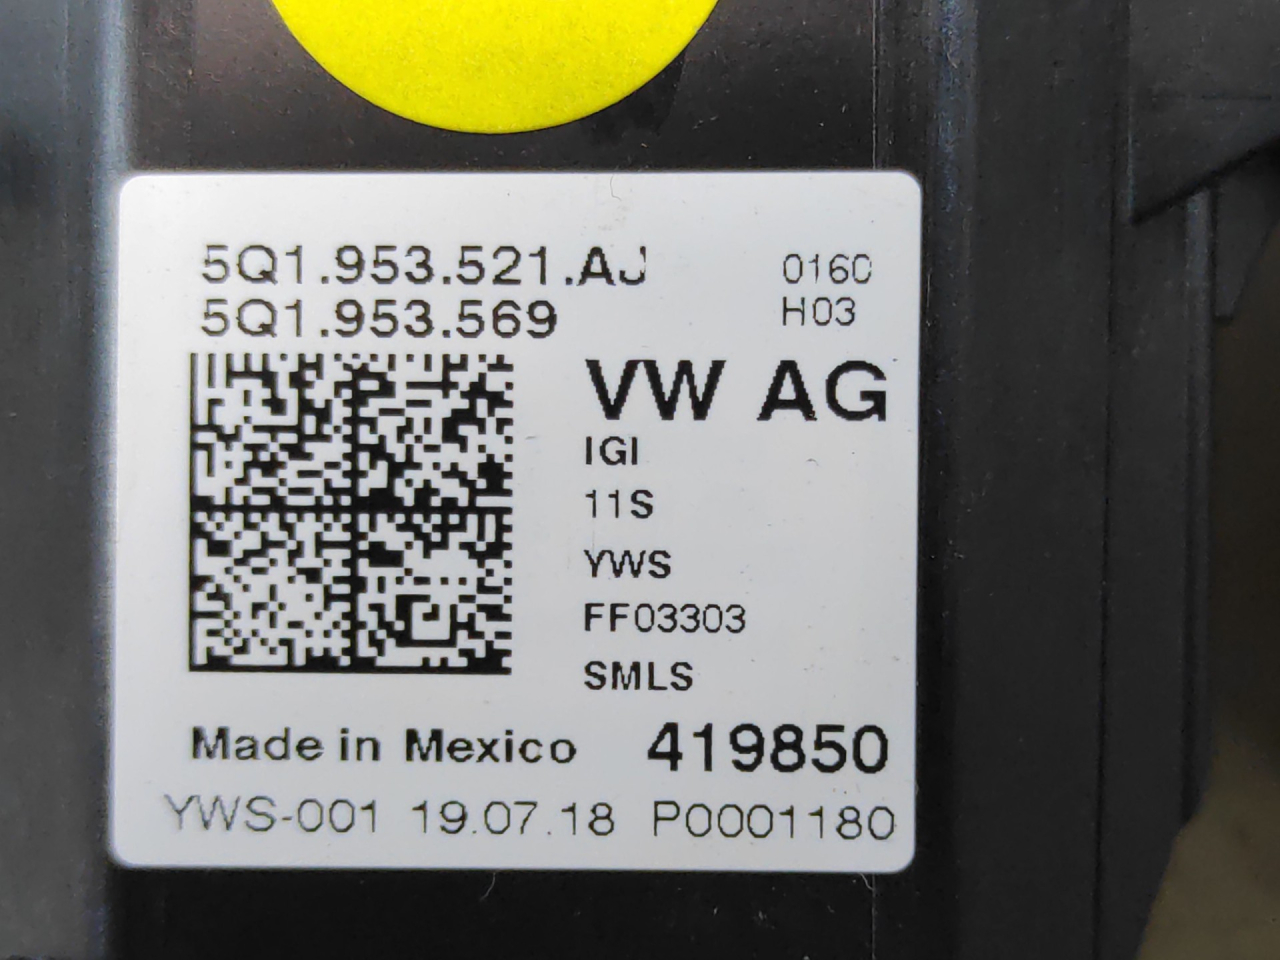 5Q1.953.521.AJ 0160
5Q1.953.569 H03
VW AG
IGI
11S
YWS
FF03303
SMLS
Made in Mexico 419850
YWS-001 19.07.18 P0001180